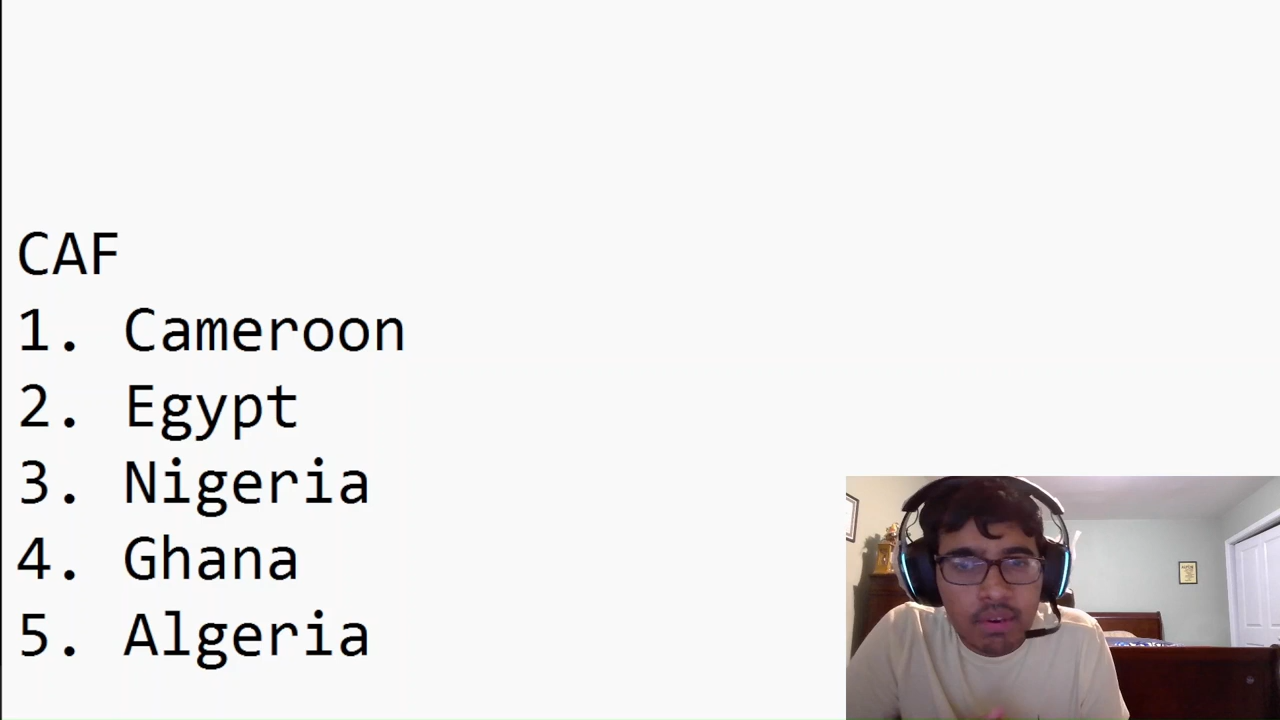 CAF
1. Cameroon
2. Egypt
3. Nigeria
4. Ghana
5. Algeria